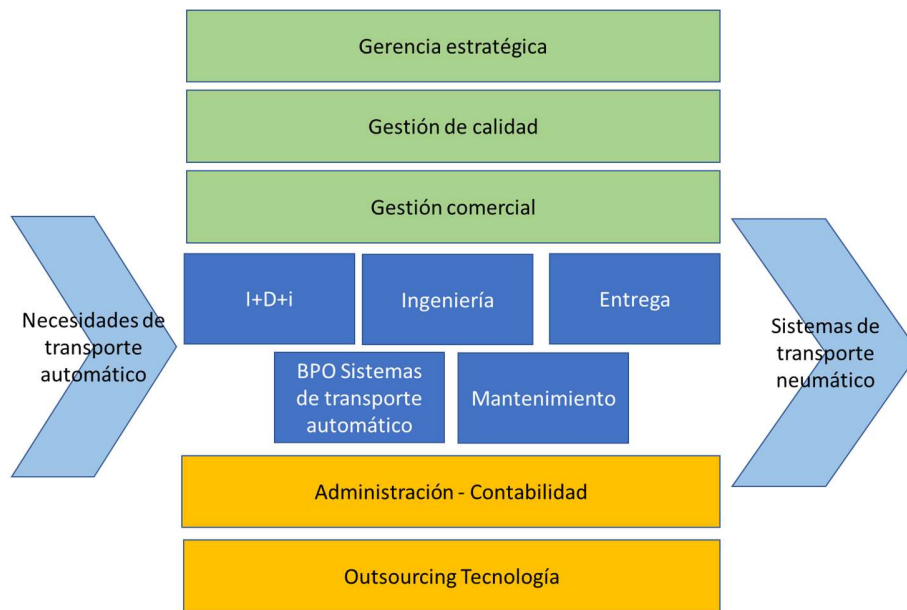 Gerencia estratégica
Gestión de calidad
Gestión comercial
Necesidades de
transporte
automático
I+D+i
Ingeniería
Entrega
BPO Sistemas
de transporte
automático
Mantenimiento
Sistemas de
transporte
neumático
Administración - Contabilidad
Outsourcing Tecnología